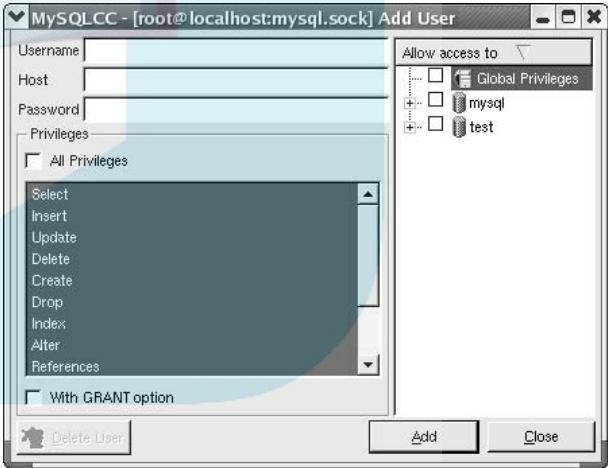 MySQLCC - [root@localhost:mysql.sock] Add User
Username
Host
Password
Privileges
All Privileges
Select
Insert
Update
Delete
Create
Drop
Index
Alter
References
With GRANT option
Delete User
Allow access to
Global Privileges
mysql
test
Add
Close